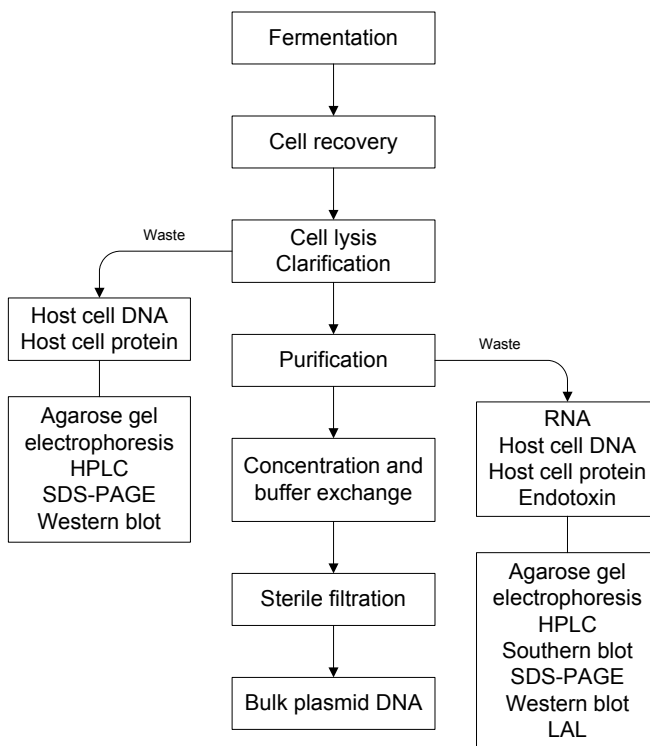 Fermentation
Cell recovery
Waste
Cell lysis
Clarification
Host cell DNA
Host cell protein
Purification
Waste
Agarose gel
electrophoresis
HPLC
SDS-PAGE
Western blot
RNA
Host cell DNA
Host cell protein
Endotoxin
Concentration and
buffer exchange
Agarose gel
electrophoresis
HPLC
Southern blot
SDS-PAGE
Western blot
LAL
Sterile filtration
Bulk plasmid DNA